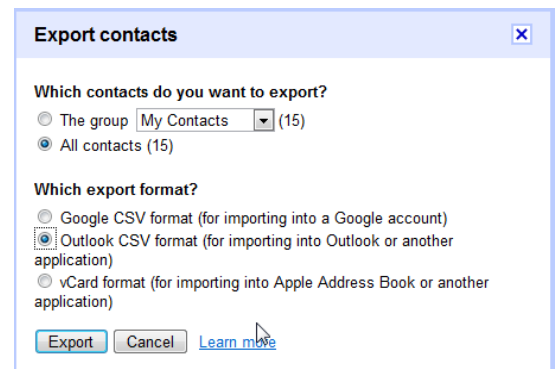 Export contacts
Which contacts do you want to export?
The group My Contacts (15)
All contacts (15)
Which export format?
Google CSV format (for importing into a Google account)
Outlook CSV format (for importing into Outlook or another
application)
vCard format (for importing into Apple Address Book or another
application)
Export Cancel Learn more